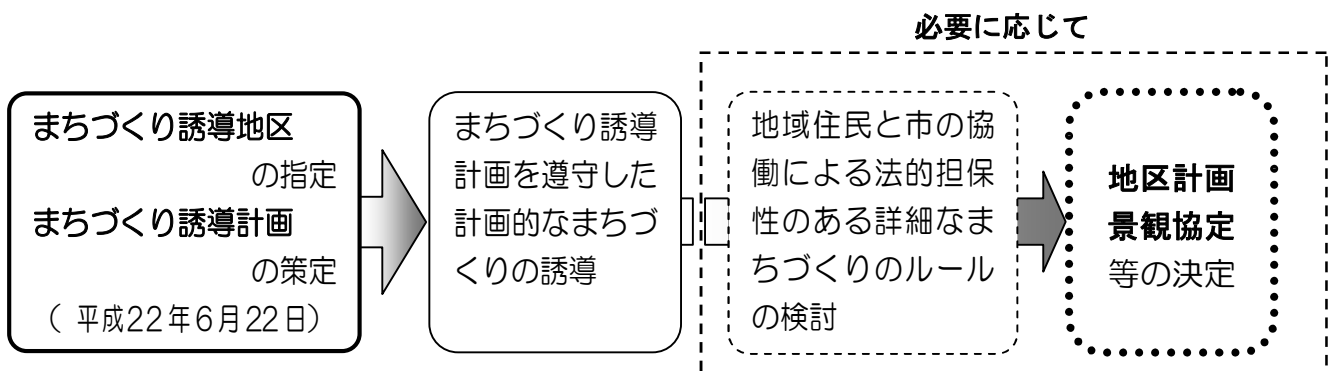 必要に応じて
まちづくり誘導地区
の指定
まちづくり誘導計画
の策定
（ 平成22年6月22日）
まちづくり誘導
計画を遵守した
計画的なまちづ
くりの誘導
地域住民と市の協
働による法的担保
性のある詳細なま
ちづくりのルール
の検討
地区計画
景観協定
等の決定